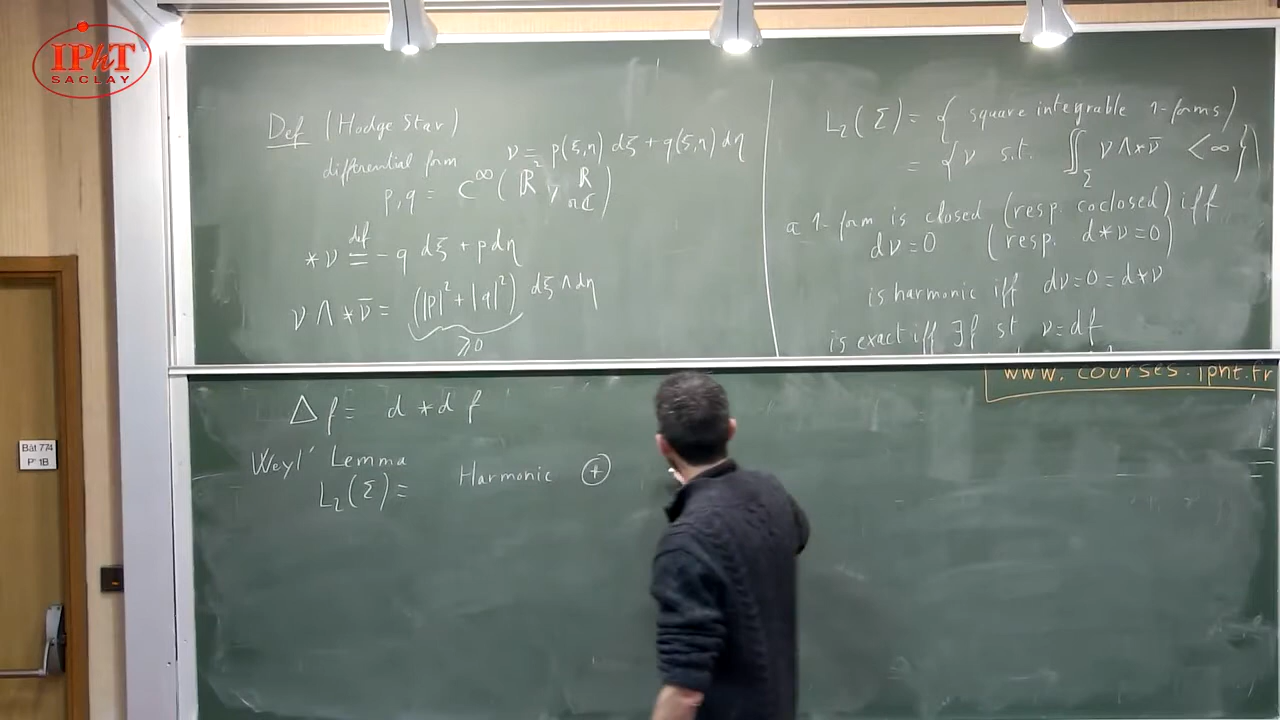 IPhT
SACLAY
Bât 774
P° 1B
Def (Hodge Star)
differential form ν = p(ξ,η) dξ + q(ξ,η) dη
p,q = C^∞(ℝ², ℝ or ℂ)
*ν def= -q dξ + p dη
ν ∧ *ν̄ = (|p|² + |q|²) dξ ∧ dη
≥0
L₂(Σ) = { square integrable 1-forms }
= { ν s.t. ∬_Σ ν ∧ *ν̄ < ∞ }
a 1-form is closed (resp. coclosed) iff
dν=0 (resp. d*ν=0)
is harmonic iff dν=0=d*ν
is exact iff ∃f st ν=df
www.courses.ipht.fr
Δf = d *d f
Weyl' Lemma
L₂(Σ) = Harmonic ⊕